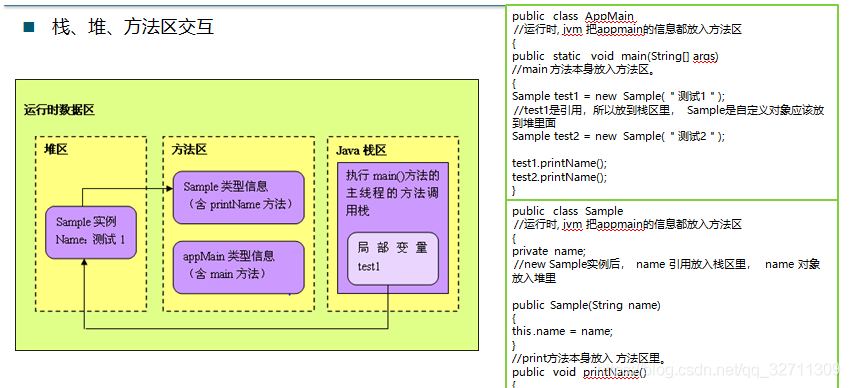 栈、堆、方法区交互
运行时数据区
堆区
Sample 实例
Name：测试 1
方法区
Sample 类型信息
（含 printName 方法）
appMain 类型信息
（含 main 方法）
Java 栈区
执行 main()方法的
主线程的方法调
用栈
局部变量
test1
public class AppMain
//运行时, jvm 把appmain的信息都放入方法区
{
public static void main(String[] args)
//main 方法本身放入方法区。
{
Sample test1 = new Sample( " 测试1 " );
//test1是引用，所以放到栈区里， Sample是自定义对象应该放
到堆里面
Sample test2 = new Sample( " 测试2 " );
test1.printName();
test2.printName();
}
public class Sample
//运行时, jvm 把appmain的信息都放入方法区
{
private name;
//new Sample实例后， name 引用放入栈区里， name 对象
放入堆里
public Sample(String name)
{
this .name = name;
}
//print方法本身放入 方法区里。
public void printName()
{
blog.csdn.net/qq_32711309